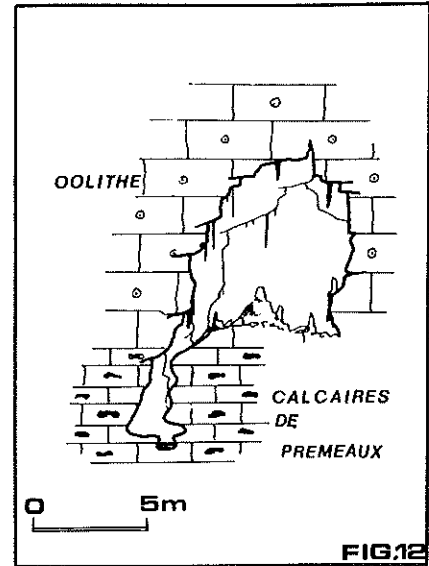 OOLITHE
CALCAIRES
DE
PREMEAUX
0 5m
FIG.12